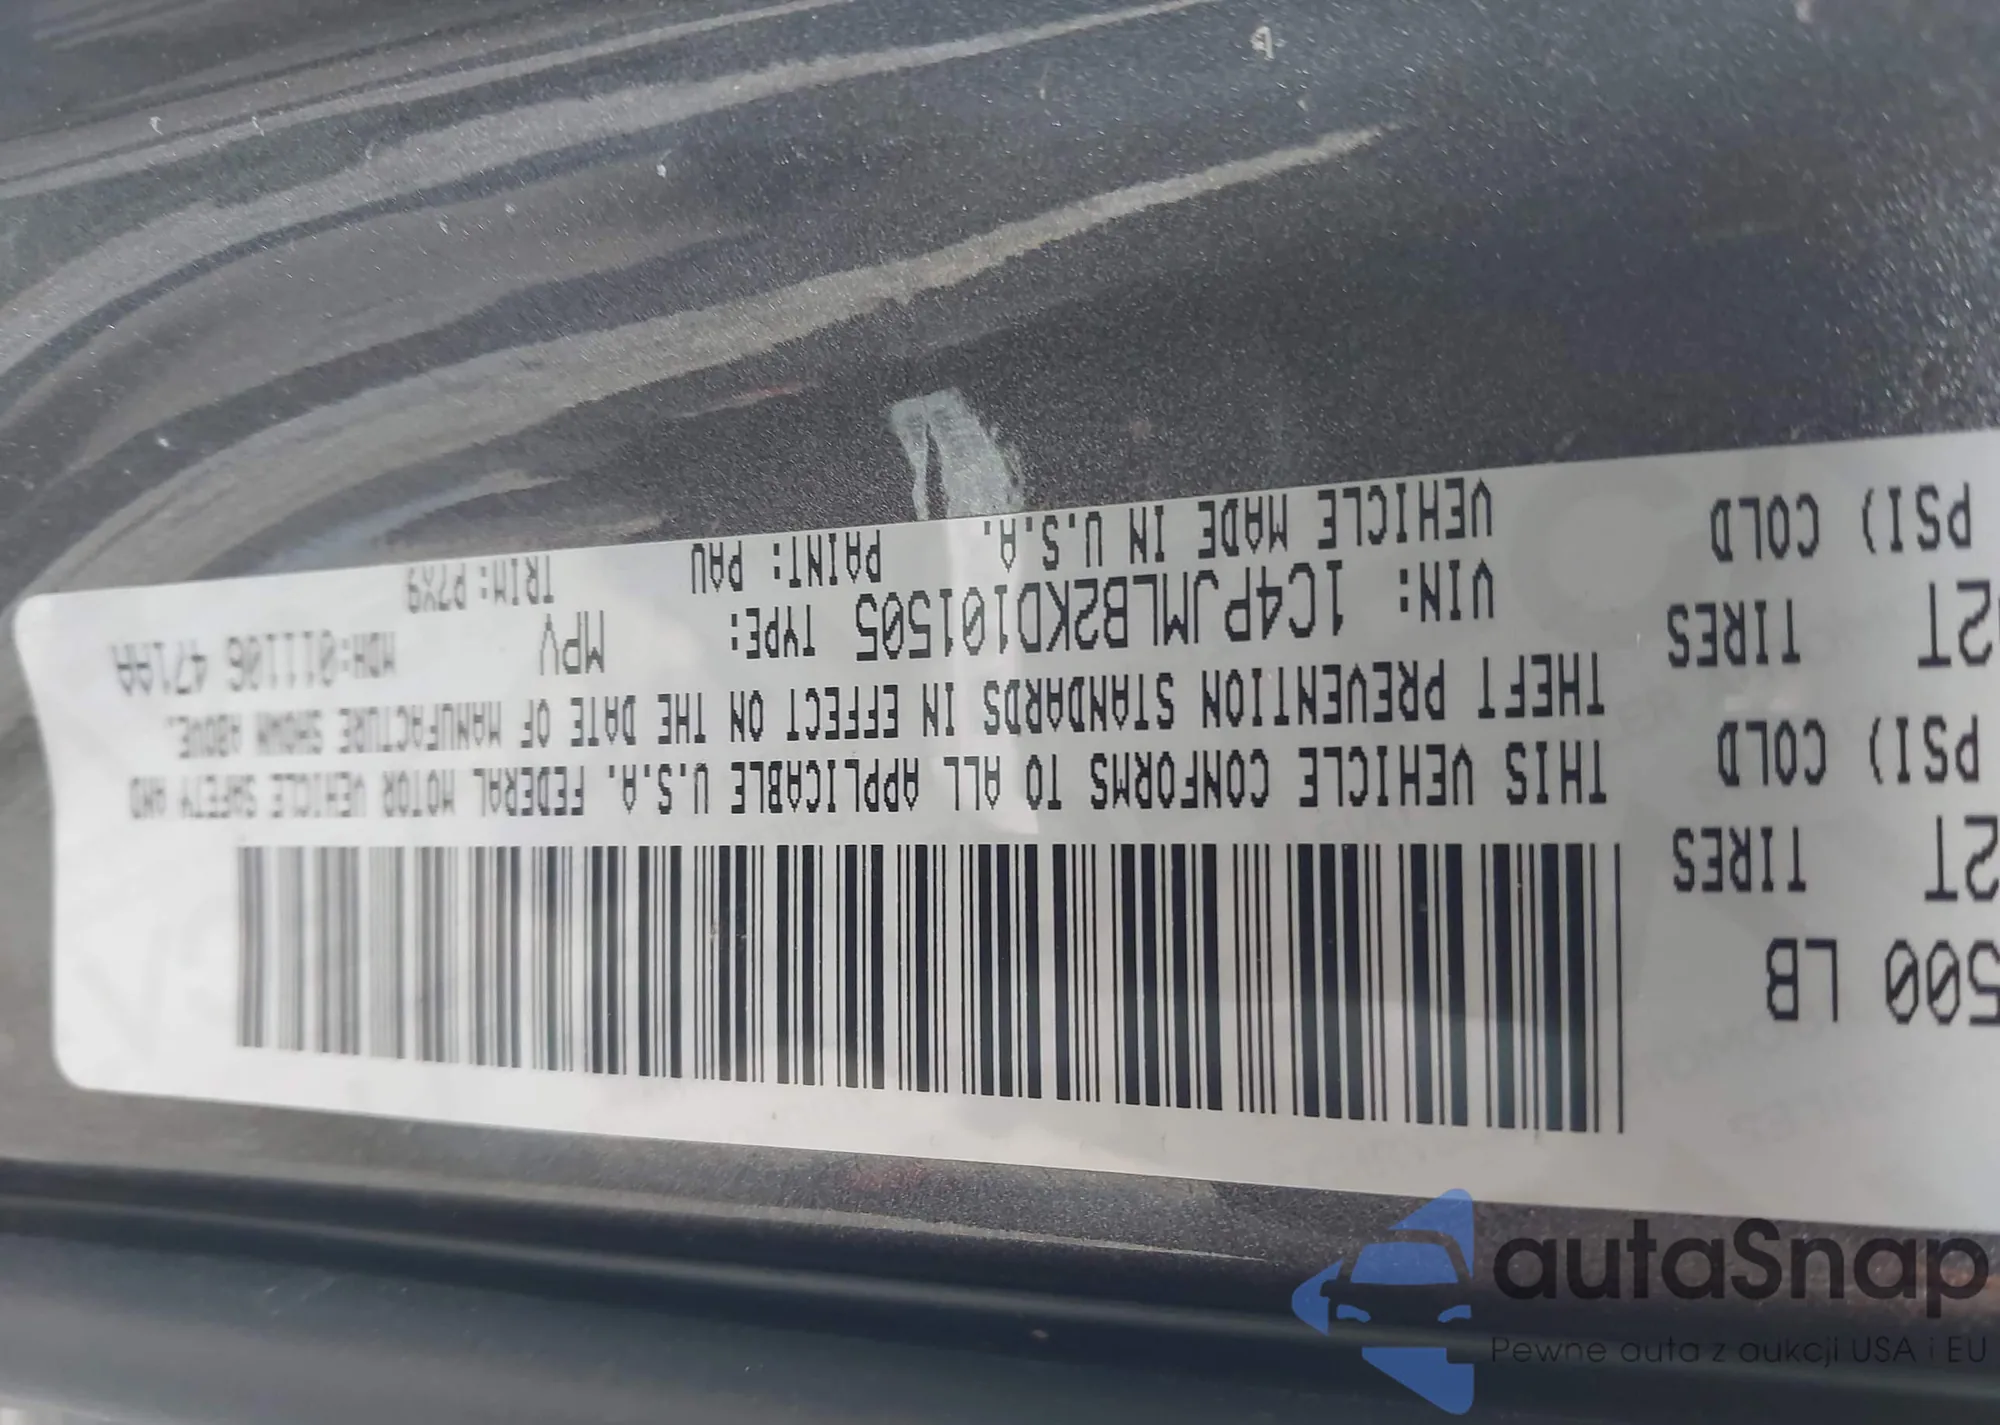 500 LB
2T TIRES
PSI) COLD
2T TIRES
PSI) COLD
THIS VEHICLE CONFORMS TO ALL APPLICABLE U.S.A. FEDERAL MOTOR VEHICLE SAFETY AND
THEFT PREVENTION STANDARDS IN EFFECT ON THE DATE OF MANUFACTURE SHOWN ABOVE.
VIN: 1C4PJMLB2KD101505 TYPE: MPV MDH:011106 471AA
VEHICLE MADE IN U.S.A. PAINT: PAU TRIM: P7X9
autaSnap
Pewne auta z aukcji USA i EU